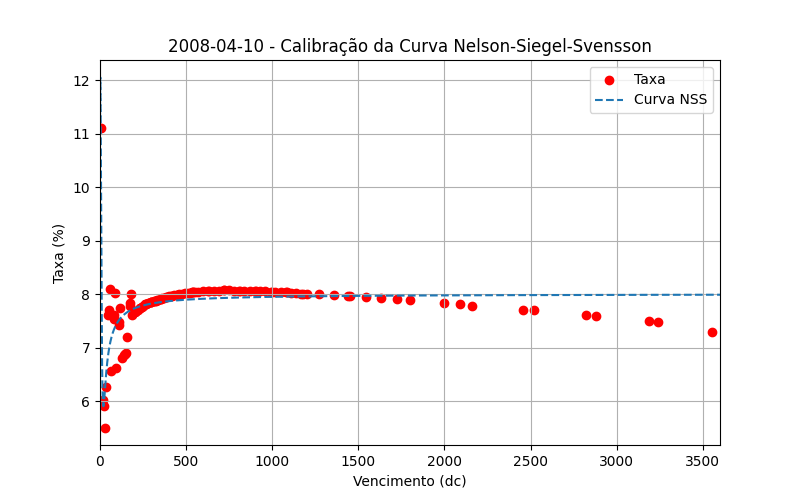 2008-04-10 - Calibração da Curva Nelson-Siegel-Svensson
Taxa
Curva NSS
Taxa (%)
12
11
10
9
8
7
6
0 500 1000 1500 2000 2500 3000 3500
Vencimento (dc)